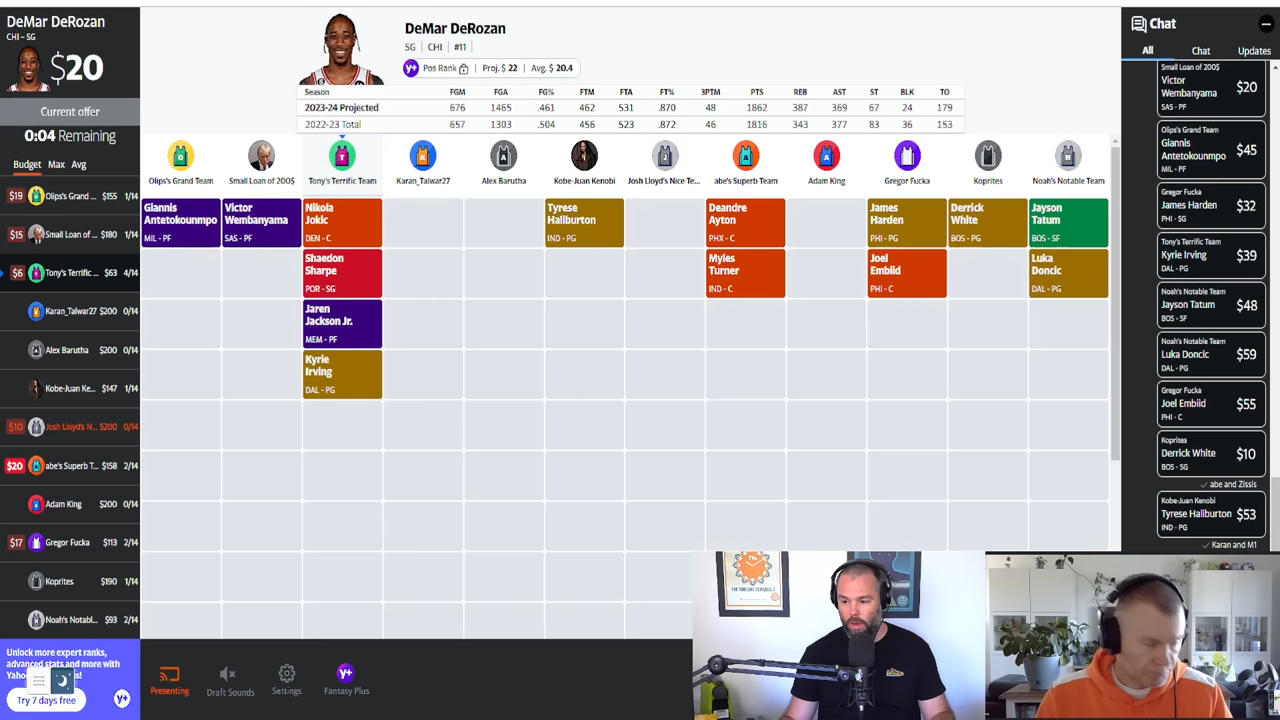 DeMar DeRozan
CHI - SG
$20
Current offer
0:04 Remaining
Budget Max Avg
$19 Olips's Grand... $155 1/14
$15 Small Loan of ... $180 1/14
$6 Tony's Terrific ... $63 4/14
Karan_Talwar27 $200 0/14
Alex Barutha $200 0/14
Kobe-Juan Ke... $147 1/14
$10 Josh Lloyd's N... $200 0/14
$20 abe's Superb T... $158 2/14
Adam King $200 0/14
$17 Gregor Fucka $113 2/14
Koprites $190 1/14
Noah's Notabl... $93 2/14
Unlock more expert ranks,
advanced stats and more with
Try 7 days free
y+
DeMar DeRozan
SG CHI #11
y+ Pos Rank Proj. $ 22 Avg. $ 20.4
Season FGM FGA FG% FTM FTA FT% 3PTM PTS REB AST ST BLK TO
2023-24 Projected 676 1465 .461 462 531 .870 48 1862 387 369 67 24 179
2022-23 Total 657 1303 .504 456 523 .872 46 1816 343 377 83 36 153
Olips's Grand Team Small Loan of 200$ Tony's Terrific Team Karan_Talwar27 Alex Barutha Kobe-Juan Kenobi Josh Lloyd's Nice Te... abe's Superb Team Adam King Gregor Fucka Koprites Noah's Notable Team
Giannis
Antetokounmpo
MIL - PF
Victor
Wembanyama
SAS - PF
Nikola
Jokic
DEN - C
Tyrese
Haliburton
IND - PG
Deandre
Ayton
PHX - C
James
Harden
PHI - PG
Derrick
White
BOS - PG
Jayson
Tatum
BOS - SF
Shaedon
Sharpe
POR - SG
Myles
Turner
IND - C
Joel
Embiid
PHI - C
Luka
Doncic
DAL - PG
Jaren
Jackson Jr.
MEM - PF
Kyrie
Irving
DAL - PG
Presenting
Draft Sounds
Settings
y+
Fantasy Plus
Chat
All Chat Updates
Small Loan of 200$
Victor
Wembanyama $20
SAS - PF
Olips's Grand Team
Giannis
Antetokounmpo $45
MIL - PF
Gregor Fucka
James Harden $32
PHI - SG
Tony's Terrific Team
Kyrie Irving $39
DAL - PG
Noah's Notable Team
Jayson Tatum $48
BOS - SF
Noah's Notable Team
Luka Doncic $59
DAL - PG
Gregor Fucka
Joel Embiid $55
PHI - C
Koprites
Derrick White $10
BOS - SG
abe and Zissis
Kobe-Juan Kenobi
Tyrese Haliburton $53
IND - PG
Karan and M1